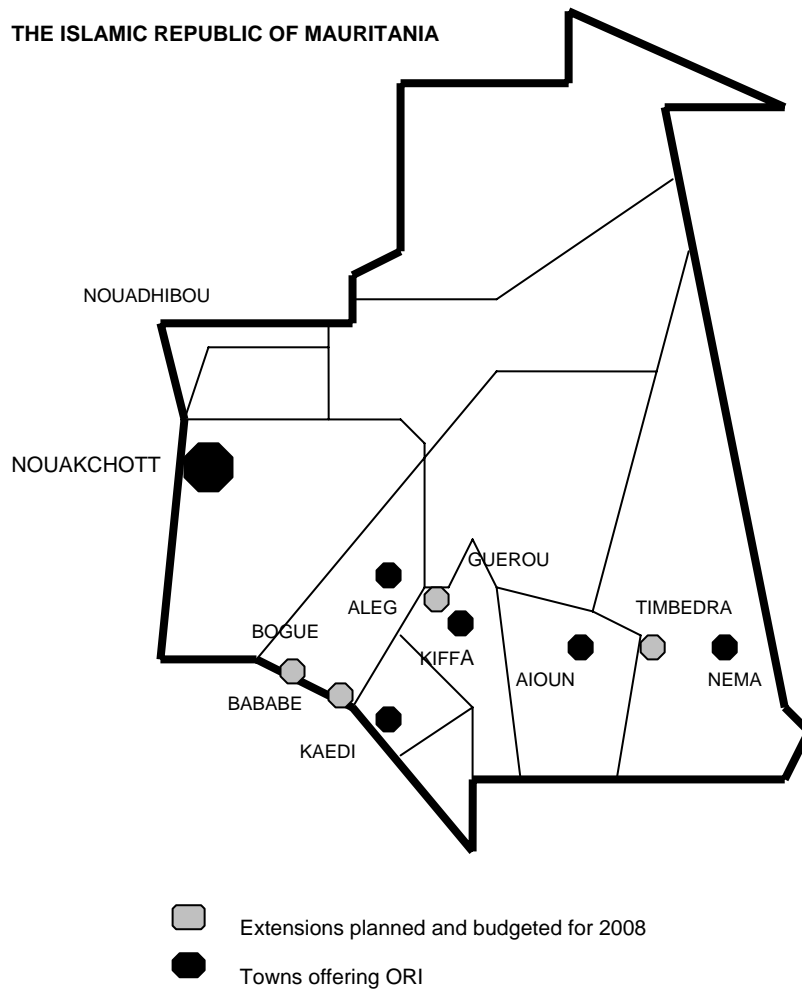 THE ISLAMIC REPUBLIC OF MAURITANIA
NOUADHIBOU
NOUAKCHOTT
GUEROU
ALEG
TIMBEDRA
BOGUE
KIFFA
AIOUN
NEMA
BABABE
KAEDI
Extensions planned and budgeted for 2008
Towns offering ORI